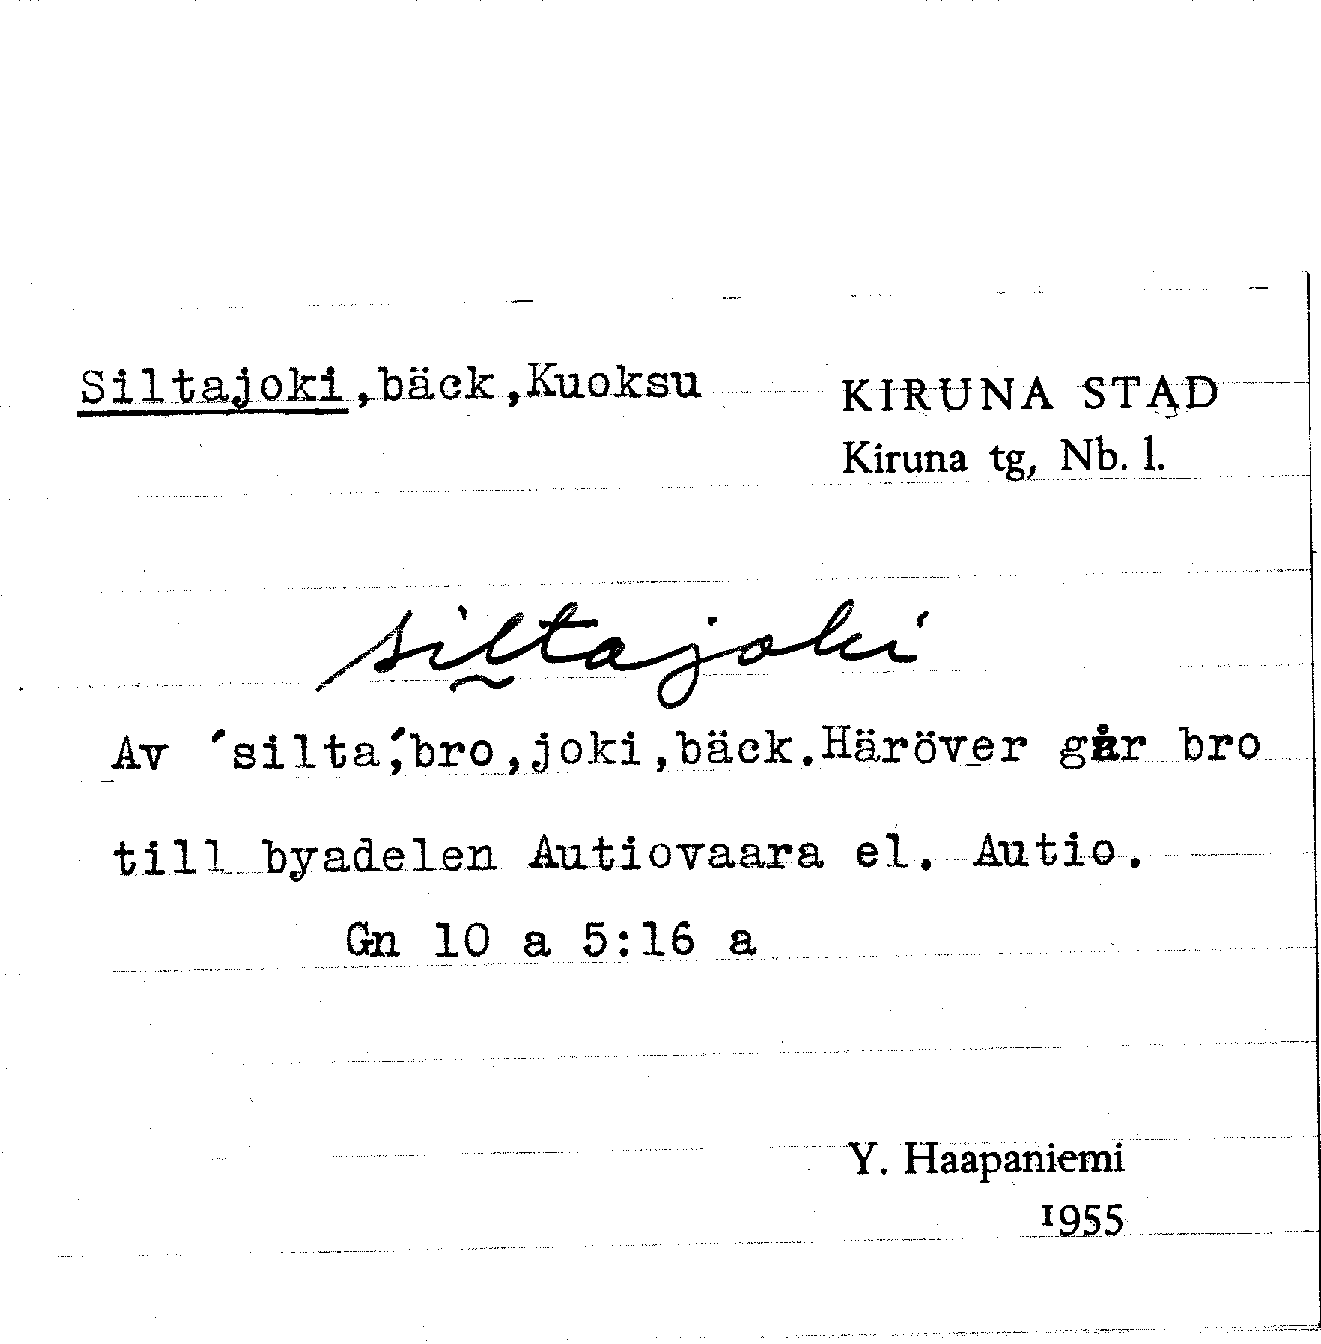 Siltajoki,bäck,Kuoksu
KIRUNA STAD
Kiruna tg, Nb. l.
siltajoki
Av ´silta,´bro,joki,bäck.Häröver går bro
till byadelen Autiovaara el. Autio.
Gn 10 a 5:16 a
Y. Haapaniemi
1955